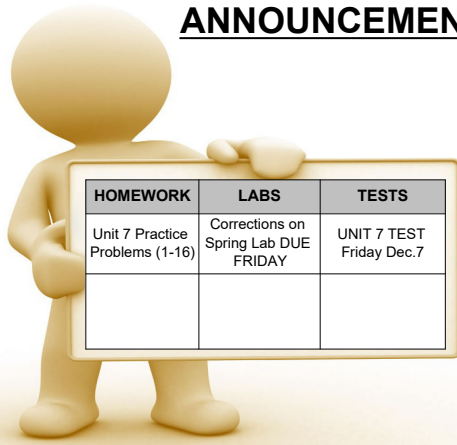 ANNOUNCEMEN
HOMEWORK LABS TESTS
Unit 7 Practice
Problems (1-16)
Corrections on
Spring Lab DUE
FRIDAY
UNIT 7 TEST
Friday Dec.7